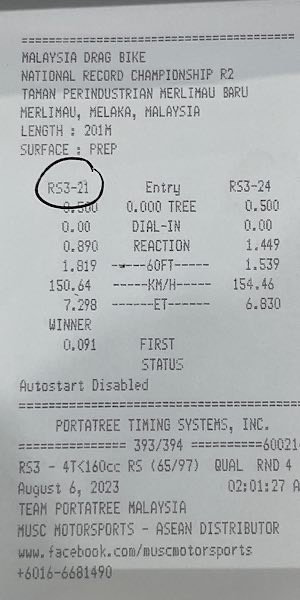 MALAYSIA DRAG BIKE
NATIONAL RECORD CHAMPIONSHIP R2
TAMAN PERINDUSTRIAN MERLIMAU BARU
MERLIMAU, MELAKA, MALAYSIA
LENGTH : 201M
SURFACE : PREP
RS3-21 Entry RS3-24
0.500 0.000 TREE 0.500
0.00 DIAL-IN 0.00
0.890 REACTION 1.449
1.819 -----60FT------ 1.539
150.64 ------KM/H------ 154.46
7.298 ------ET------- 6.830
WINNER
0.091 FIRST
STATUS
Autostart Disabled
PORTATREE TIMING SYSTEMS, INC.
=============== 393/394 ==========60021
RS3 - 4T<160cc RS (65/97) QUAL RND 4
August 6, 2023 02:01:27 A
TEAM PORTATREE MALAYSIA
MUSC MOTORSPORTS - ASEAN DISTRIBUTOR
www.facebook.com/muscmotorsports
+6016-6681490